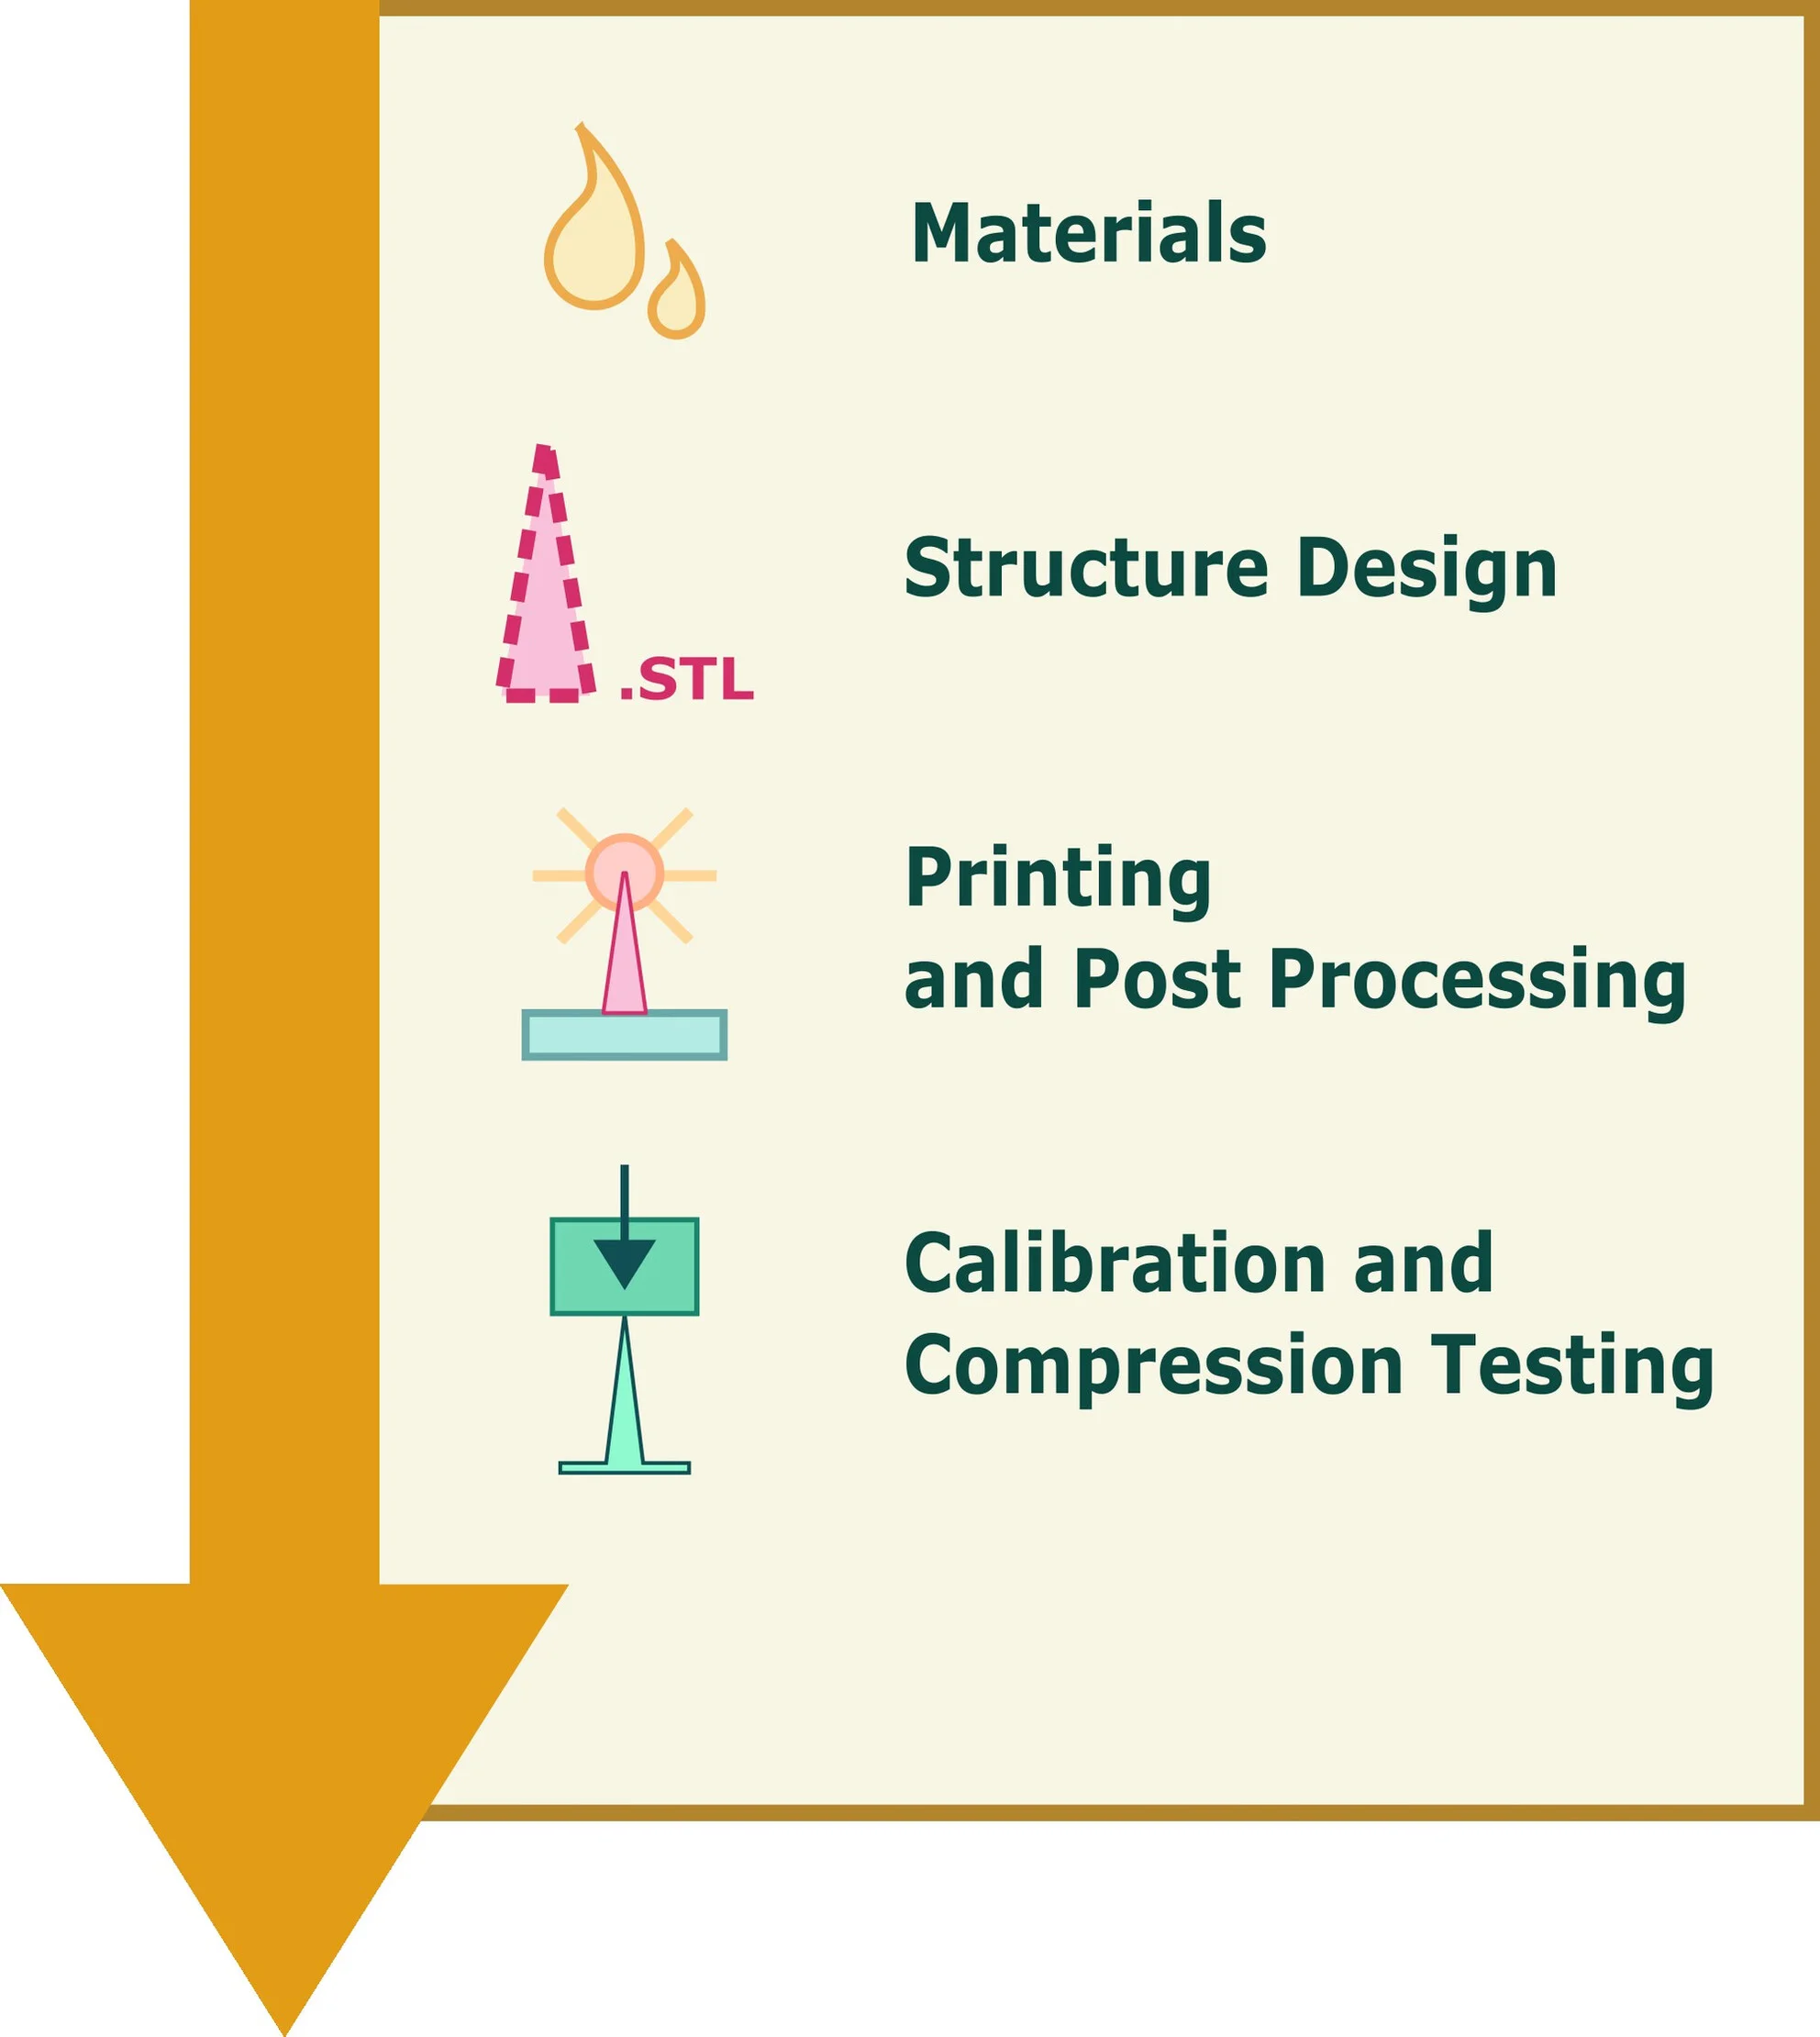 Materials
Structure Design
.STL
Printing
and Post Processing
Calibration and
Compression Testing